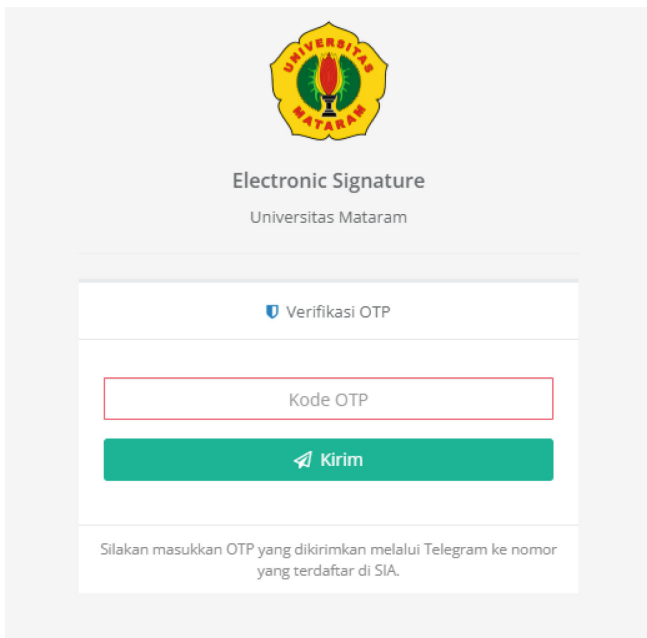 UNIVERSITAS
MATARAM
Electronic Signature
Universitas Mataram
Verifikasi OTP
Kode OTP
Kirim
Silakan masukkan OTP yang dikirimkan melalui Telegram ke nomor
yang terdaftar di SIA.